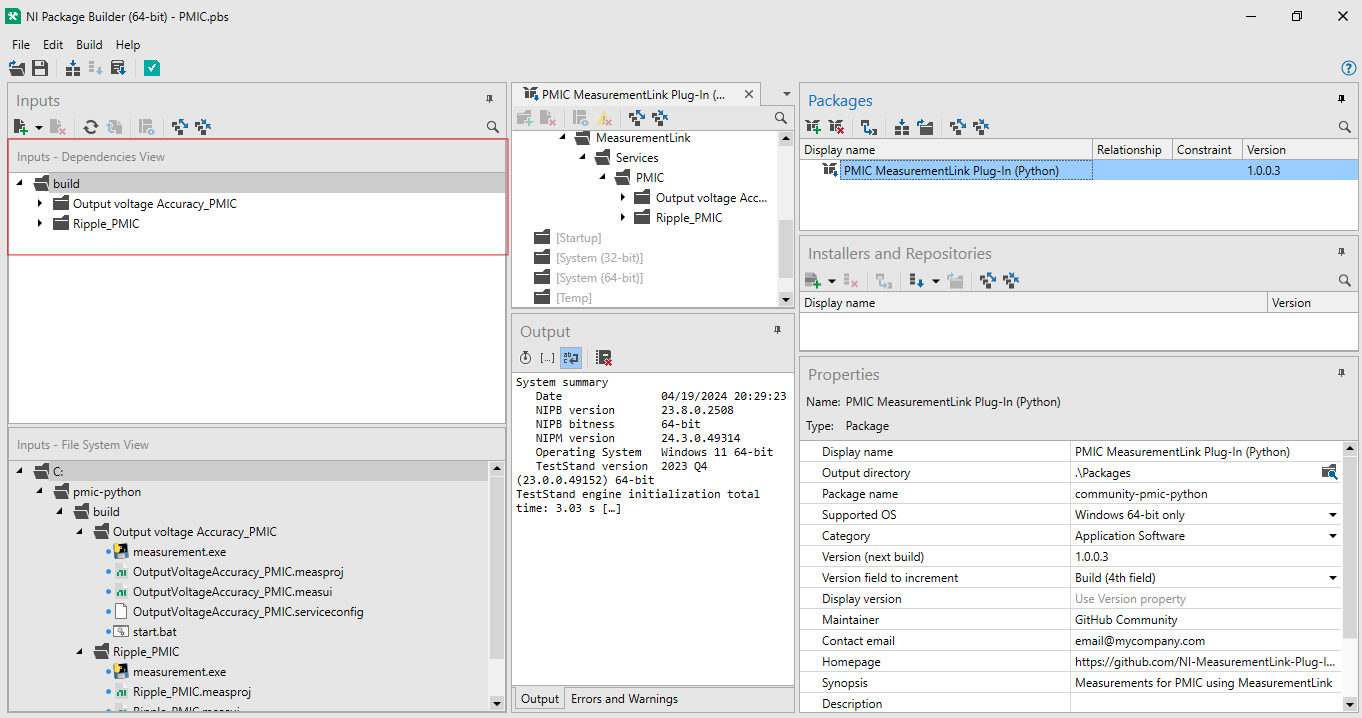 NI Package Builder (64-bit) - PMIC.pbs
File Edit Build Help
Inputs
Inputs - Dependencies View
build
Output voltage Accuracy_PMIC
Ripple_PMIC
Inputs - File System View
C:
pmic-python
build
Output voltage Accuracy_PMIC
measurement.exe
OutputVoltageAccuracy_PMIC.measproj
OutputVoltageAccuracy_PMIC.measui
OutputVoltageAccuracy_PMIC.serviceconfig
start.bat
Ripple_PMIC
measurement.exe
Ripple_PMIC.measproj
Ripple_PMIC.measui
PMIC MeasurementLink Plug-In (...
MeasurementLink
Services
PMIC
Output voltage Acc...
Ripple_PMIC
[Startup]
[System (32-bit)]
[System (64-bit)]
[Temp]
Output
System summary
Date 04/19/2024 20:29:23
NIPB version 23.8.0.2508
NIPB bitness 64-bit
NIPM version 24.3.0.49314
Operating System Windows 11 64-bit
TestStand version 2023 Q4
(23.0.0.49152) 64-bit
TestStand engine initialization total
time: 3.03 s […]
Output Errors and Warnings
Packages
Display name Relationship Constraint Version
PMIC MeasurementLink Plug-In (Python) 1.0.0.3
Installers and Repositories
Display name Version
Properties
Name: PMIC MeasurementLink Plug-In (Python)
Type: Package
Display name PMIC MeasurementLink Plug-In (Python)
Output directory .\Packages
Package name community-pmic-python
Supported OS Windows 64-bit only
Category Application Software
Version (next build) 1.0.0.3
Version field to increment Build (4th field)
Display version Use Version property
Maintainer GitHub Community
Contact email email@mycompany.com
Homepage https://github.com/NI-MeasurementLink-Plug-I...
Synopsis Measurements for PMIC using MeasurementLink
Description